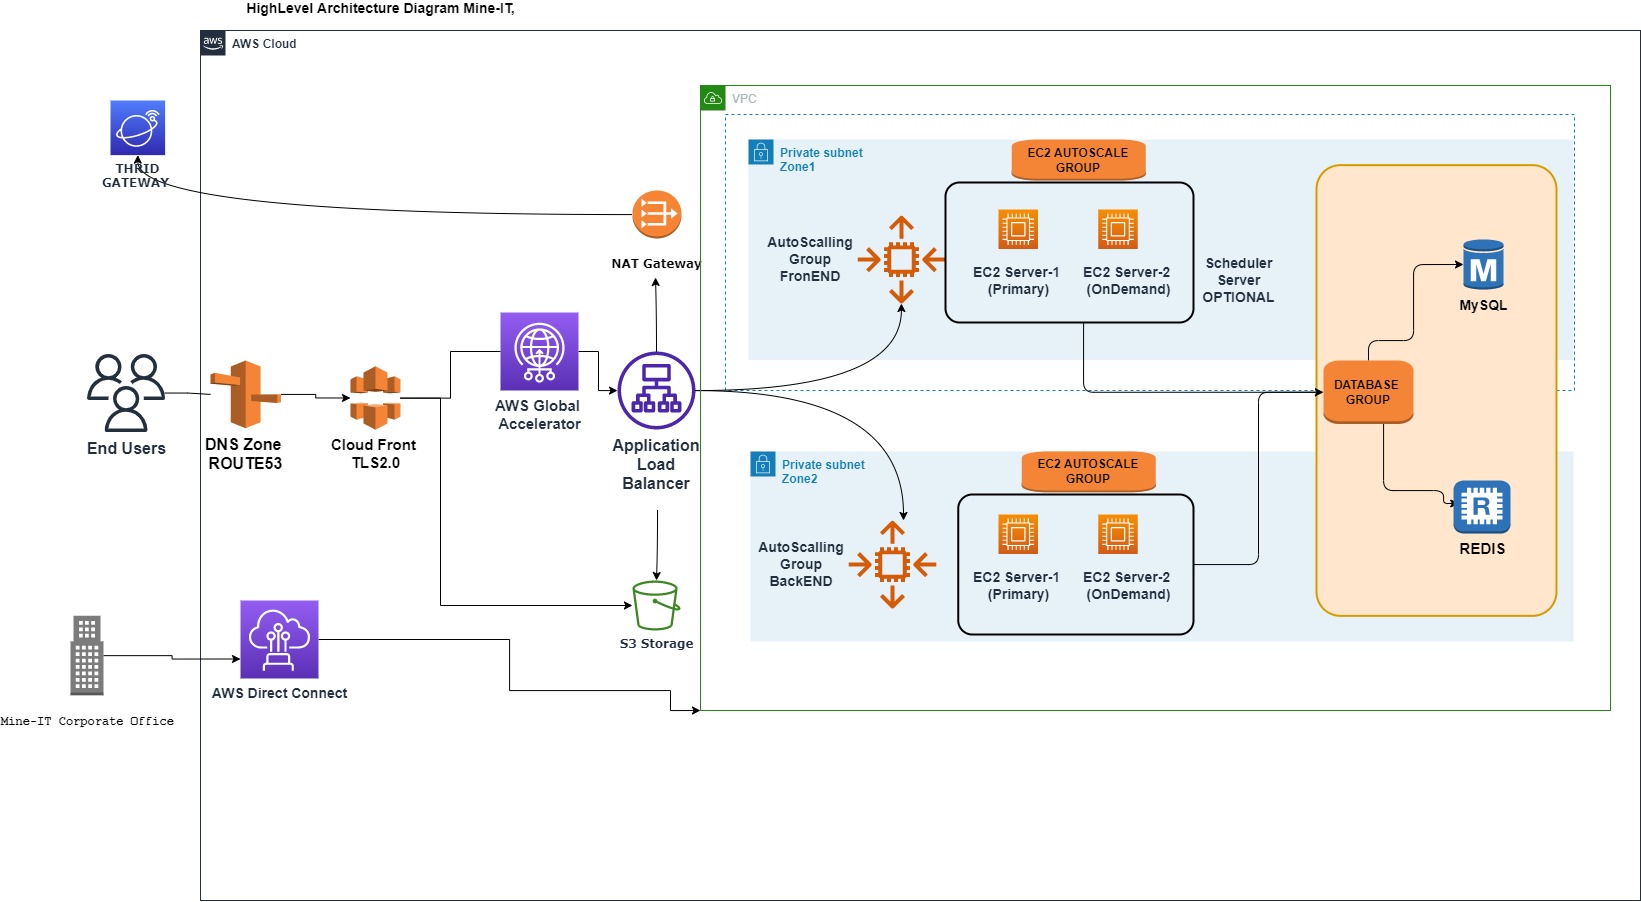 HighLevel Architecture Diagram Mine-IT,
aws
AWS Cloud
VPC
THRID
GATEWAY
Private subnet
Zone1
EC2 AUTOSCALE
GROUP
AutoScalling
Group
FronEND
EC2 Server-1
(Primary)
EC2 Server-2
(OnDemand)
Scheduler
Server
OPTIONAL
NAT Gateway
M
MySQL
End Users
DNS Zone
ROUTE53
Cloud Front
TLS2.0
AWS Global
Accelerator
Application
Load
Balancer
DATABASE
GROUP
Private subnet
Zone2
EC2 AUTOSCALE
GROUP
AutoScalling
Group
BackEND
EC2 Server-1
(Primary)
EC2 Server-2
(OnDemand)
R
REDIS
S3 Storage
AWS Direct Connect
Mine-IT Corporate Office